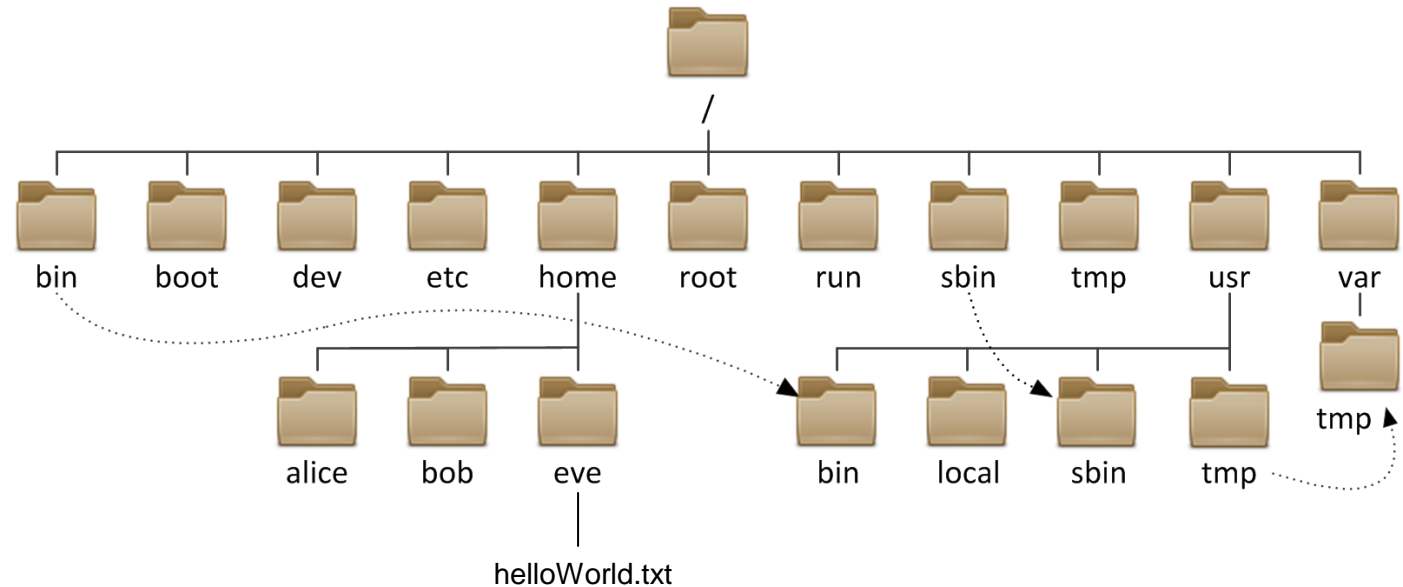 /
bin boot dev etc home root run sbin tmp usr var
tmp
alice bob eve bin local sbin tmp
helloWorld.txt